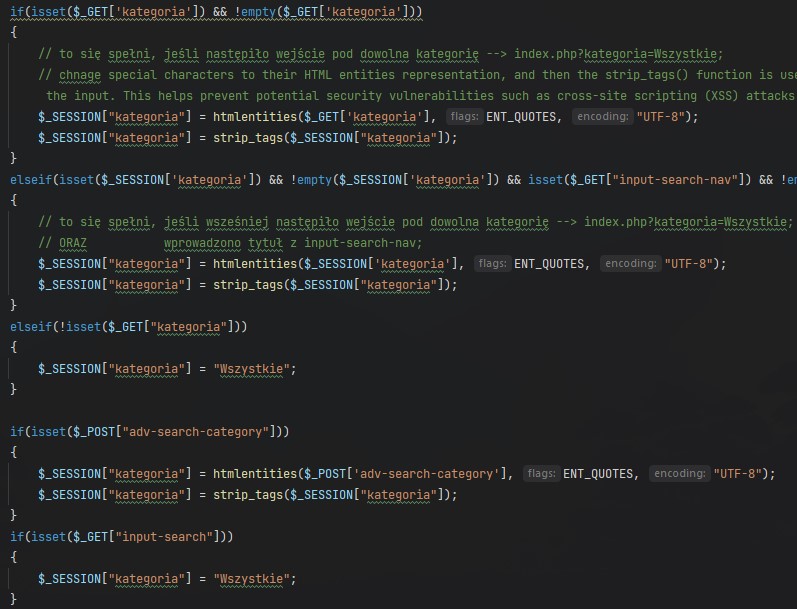 if(isset($_GET['kategoria']) && !empty($_GET['kategoria']))
{
// to się spełni, jeśli nastąpiło wejście pod dowolna kategorię --> index.php?kategoria=Wszystkie;
// chnage special characters to their HTML entities representation, and then the strip_tags() function is use
the input. This helps prevent potential security vulnerabilities such as cross-site scripting (XSS) attacks
$_SESSION["kategoria"] = htmlentities($_GET['kategoria'], flags: ENT_QUOTES, encoding: "UTF-8");
$_SESSION["kategoria"] = strip_tags($_SESSION["kategoria"]);
}
elseif(isset($_SESSION['kategoria']) && !empty($_SESSION['kategoria']) && isset($_GET["input-search-nav"]) && !em
{
// to się spełni, jeśli wsześniej nastąpiło wejście pod dowolna kategorię --> index.php?kategoria=Wszystkie;
// ORAZ wprowadzono tytuł z input-search-nav;
$_SESSION["kategoria"] = htmlentities($_SESSION['kategoria'], flags: ENT_QUOTES, encoding: "UTF-8");
$_SESSION["kategoria"] = strip_tags($_SESSION["kategoria"]);
}
elseif(!isset($_GET["kategoria"]))
{
$_SESSION["kategoria"] = "Wszystkie";
}
if(isset($_POST["adv-search-category"]))
{
$_SESSION["kategoria"] = htmlentities($_POST['adv-search-category'], flags: ENT_QUOTES, encoding: "UTF-8");
$_SESSION["kategoria"] = strip_tags($_SESSION["kategoria"]);
}
if(isset($_GET["input-search"]))
{
$_SESSION["kategoria"] = "Wszystkie";
}